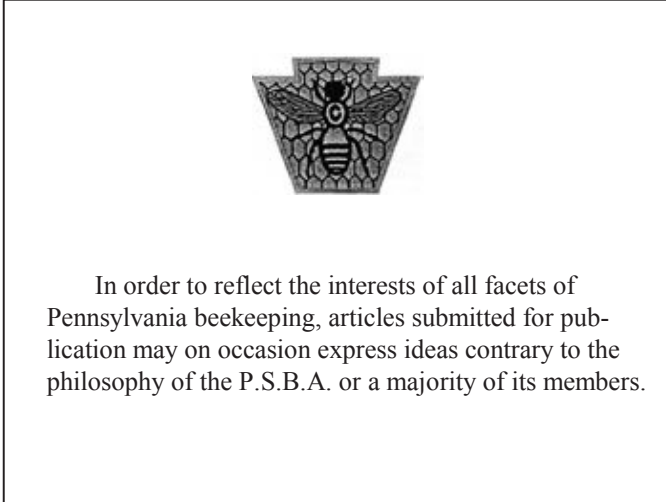 In order to reflect the interests of all facets of
Pennsylvania beekeeping, articles submitted for pub-
lication may on occasion express ideas contrary to the
philosophy of the P.S.B.A. or a majority of its members.